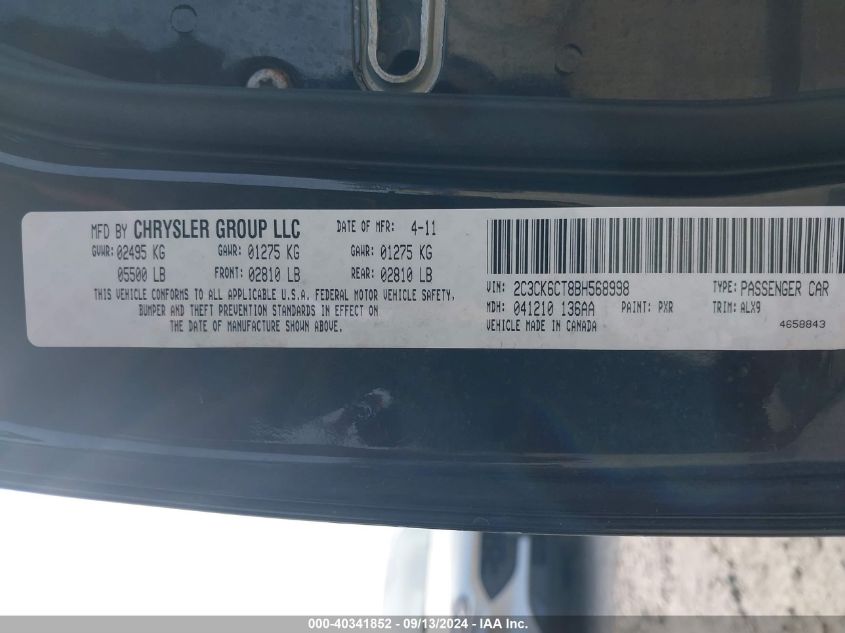 MFD BY CHRYSLER GROUP LLC DATE OF MFR: 4-11
GVWR: 02495 KG GAWR: 01275 KG GAWR: 01275 KG
05500 LB FRONT: 02810 LB REAR: 02810 LB
THIS VEHICLE CONFORMS TO ALL APPLICABLE U.S.A. FEDERAL MOTOR VEHICLE SAFETY,
BUMPER AND THEFT PREVENTION STANDARDS IN EFFECT ON
THE DATE OF MANUFACTURE SHOWN ABOVE.
VIN: 2C3CK6CT8BH568998 TYPE: PASSENGER CAR
MDH: 041210 136AA PAINT: PXR TRIM: ALX9
VEHICLE MADE IN CANADA 4658843
000-40341852 - 09/13/2024 - IAA Inc.